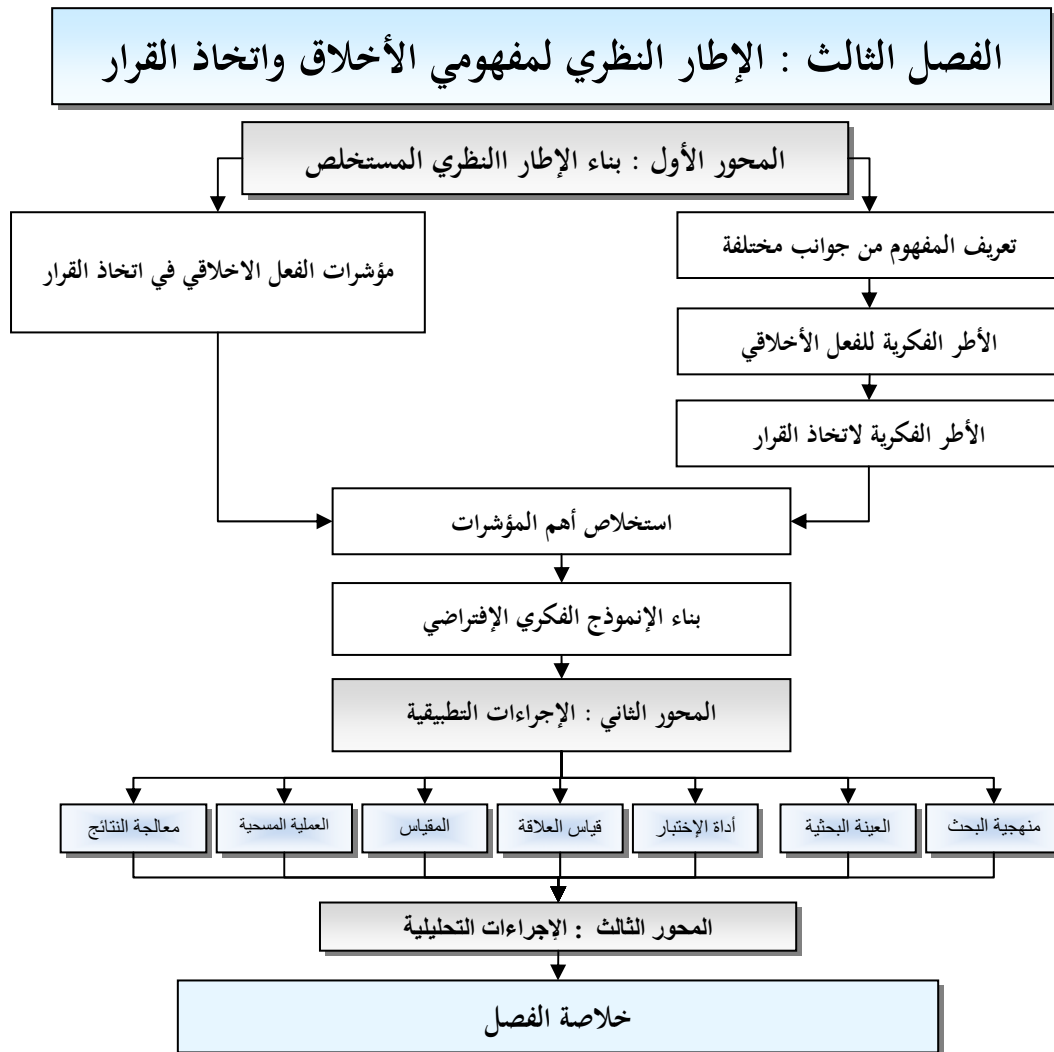 الفصل الثالث : الإطار النظري لمفهومي الأخلاق واتخاذ القرار
المحور الأول : بناء الإطار االنظري المستخلص
تعريف المفهوم من جوانب مختلفة
مؤشرات الفعل الاخلاقي في اتخاذ القرار
الأطر الفكرية للفعل الأخلاقي
الأطر الفكرية لاتخاذ القرار
استخلاص أهم المؤشرات
بناء الإنموذج الفكري الإفتراضي
المحور الثاني : الإجراءات التطبيقية
منهجية البحث
العينة البحثية
أداة الإختبار
قياس العلاقة
المقياس
العملية المسحية
معالجة النتائج
المحور الثالث : الإجراءات التحليلية
خلاصة الفصل